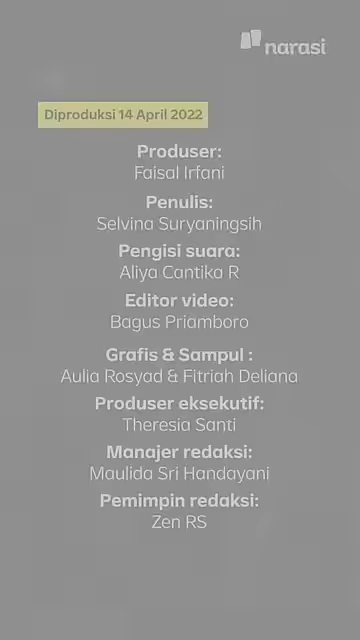 narasi
Diproduksi 14 April 2022
Produser:
Faisal Irfani
Penulis:
Selvina Suryaningsih
Pengisi suara:
Aliya Cantika R
Editor video:
Bagus Priamboro
Grafis & Sampul :
Aulia Rosyad & Fitriah Deliana
Produser eksekutif:
Theresia Santi
Manajer redaksi:
Maulida Sri Handayani
Pemimpin redaksi:
Zen RS